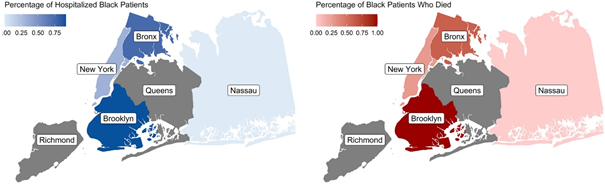 Percentage of Hospitalized Black Patients
.00 0.25 0.50 0.75
Bronx
New York
Queens
Nassau
Brooklyn
Richmond
Percentage of Black Patients Who Died
0.00 0.25 0.50 0.75 1.00
Bronx
New York
Queens
Nassau
Brooklyn
Richmond